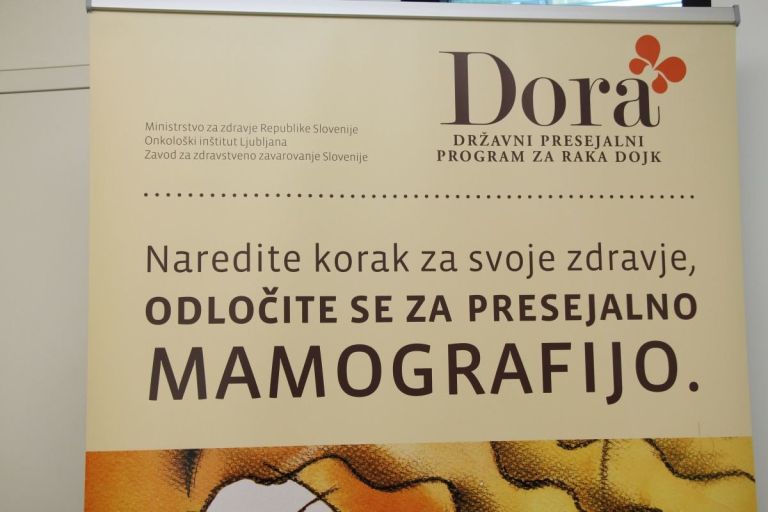 Dora
DRŽAVNI PRESEJALNI
PROGRAM ZA RAKA DOJK
Ministrstvo za zdravje Republike Slovenije
Onkološki inštitut Ljubljana
Zavod za zdravstveno zavarovanje Slovenije
Naredite korak za svoje zdravje,
ODLOČITE SE ZA PRESEJALNO
MAMOGRAFIJO.